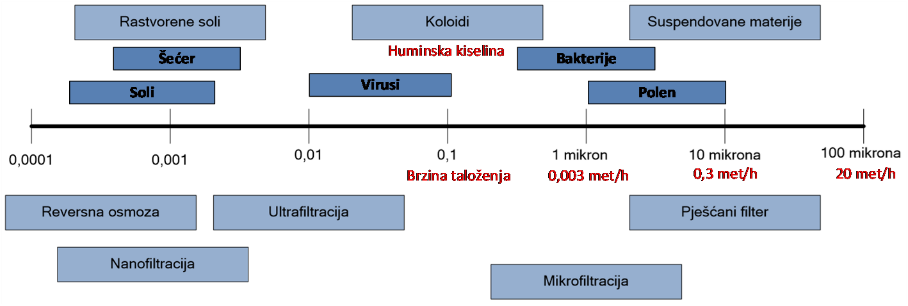 Rastvorene soli
Koloidi
Suspendovane materije
Huminska kiselina
Šećer
Bakterije
Soli
Virusi
Polen
0,0001
0,001
0,01
0,1
1 mikron
10 mikrona
100 mikrona
Brzina taloženja
0,003 met/h
0,3 met/h
20 met/h
Reversna osmoza
Ultrafiltracija
Pješćani filter
Nanofiltracija
Mikrofiltracija